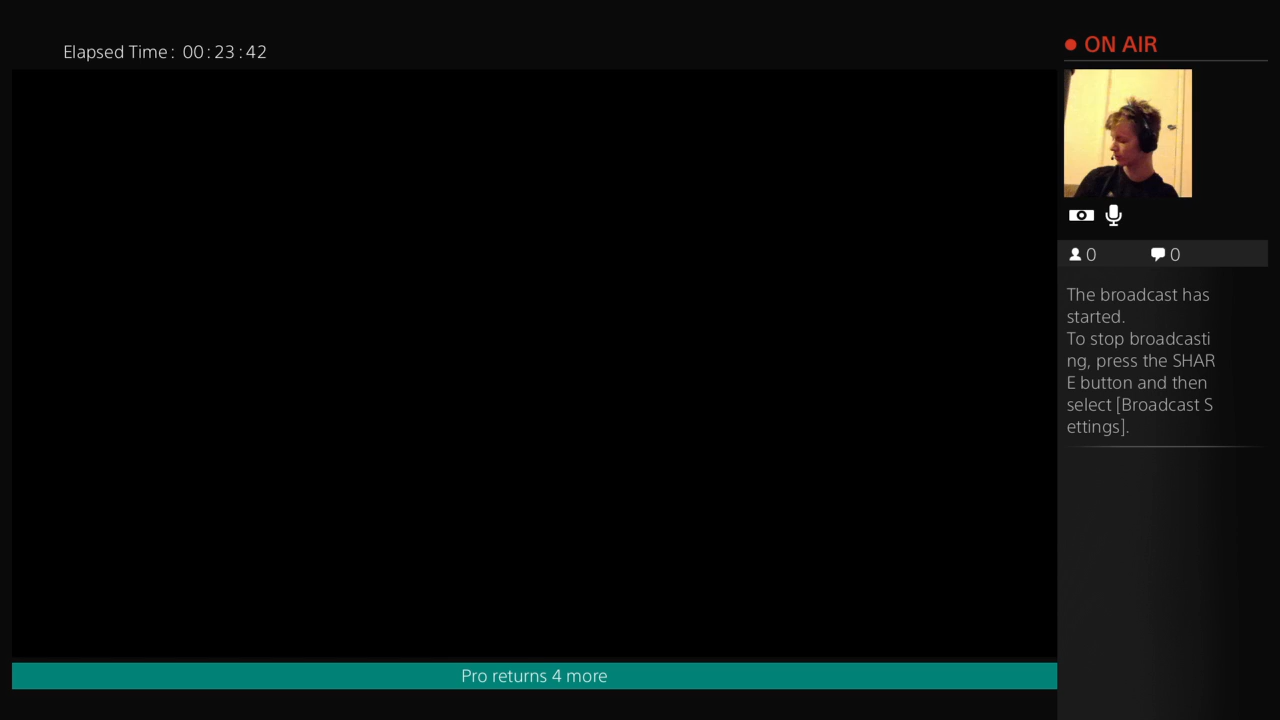 Elapsed Time: 00:23:42
ON AIR
0 0
The broadcast has
started.
To stop broadcasti
ng, press the SHAR
E button and then
select [Broadcast S
ettings].
Pro returns 4 more